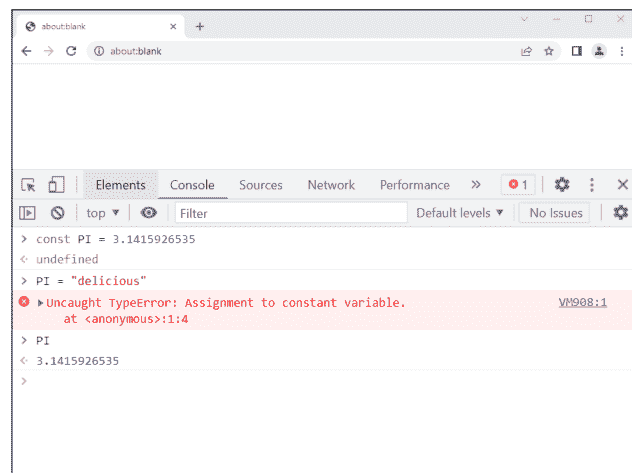 about:blank
about:blank
Elements Console Sources Network Performance » 1
top ▼ Filter Default levels ▼ No Issues
> const PI = 3.1415926535
<· undefined
> PI = "delicious"
▶Uncaught TypeError: Assignment to constant variable. VM908:1
at <anonymous>:1:4
> PI
<· 3.1415926535
>